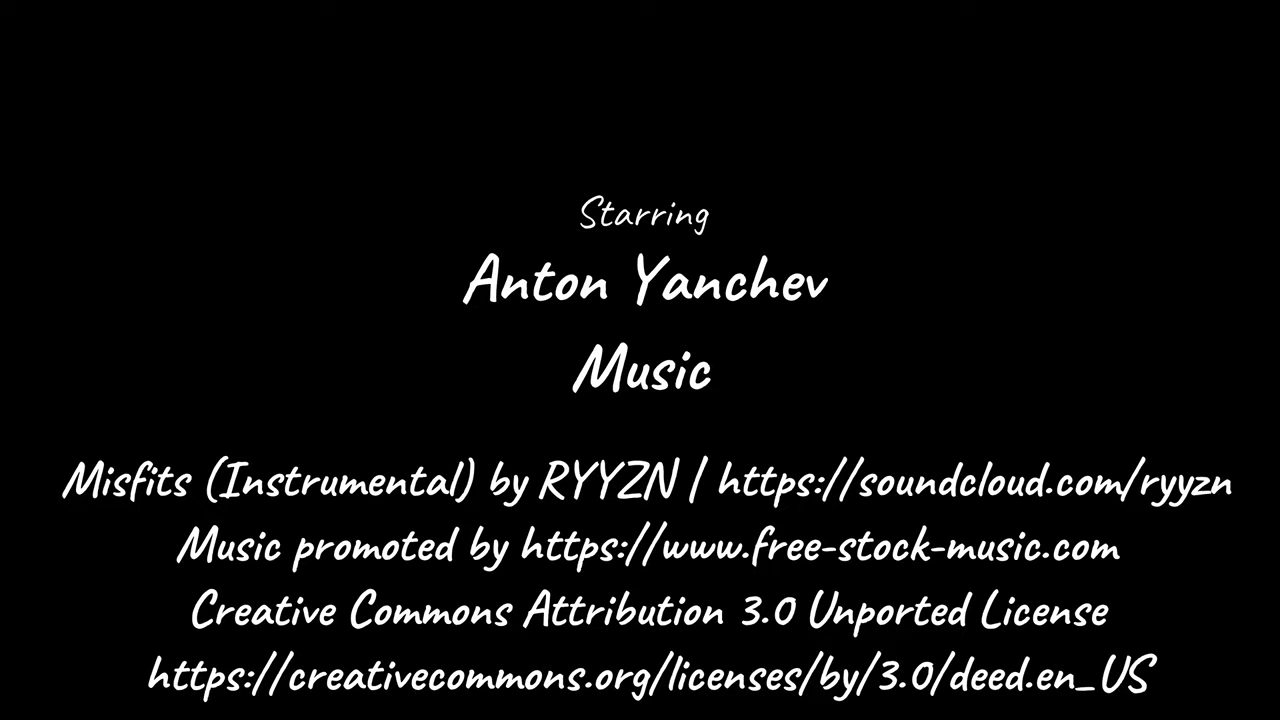 Starring
Anton Yanchev
Music
Misfits (Instrumental) by RYYZN | https://soundcloud.com/ryyzn
Music promoted by https://www.free-stock-music.com
Creative Commons Attribution 3.0 Unported License
https://creativecommons.org/licenses/by/3.0/deed.en_US